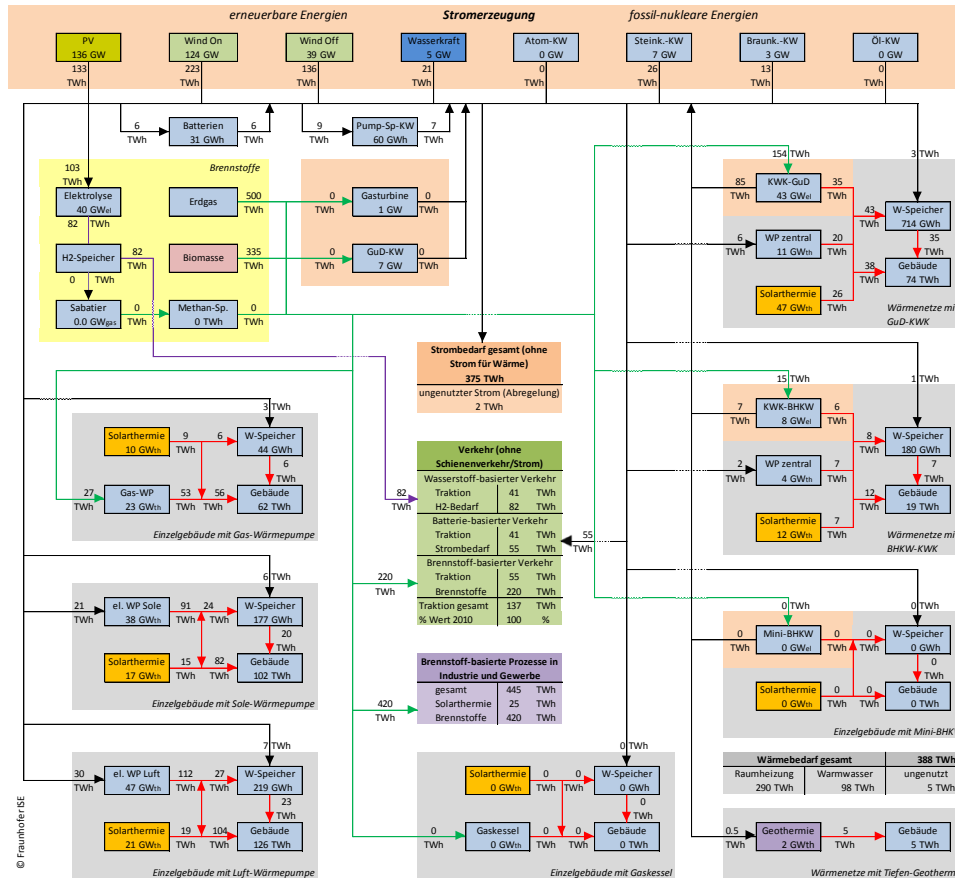 erneuerbare Energien
Stromerzeugung
fossil-nukleare Energien
PV
136 GW
Wind On
124 GW
Wind Off
39 GW
Wasserkraft
5 GW
Atom-KW
0 GW
Steink.-KW
7 GW
Braunk.-KW
3 GW
Öl-KW
0 GW
133
TWh
223
TWh
136
TWh
21
TWh
0
TWh
26
TWh
13
TWh
0
TWh
6
TWh
Batterien
31 GWh
6
TWh
9
TWh
Pump-Sp-KW
60 GWh
7
TWh
103
TWh
Brennstoffe
Elektrolyse
40 GWel
82 TWh
Erdgas
500
TWh
H2-Speicher
82
TWh
0
TWh
Biomasse
335
TWh
Sabatier
0.0 GWgas
0
TWh
Methan-Sp.
0 TWh
0
TWh
0
TWh
Gasturbine
1 GW
0
TWh
0
TWh
GuD-KW
7 GW
0
TWh
154 TWh
3 TWh
85
TWh
KWK-GuD
43 GWel
35
TWh
43
TWh
W-Speicher
714 GWh
6
TWh
WP zentral
11 GWth
20
TWh
35
TWh
38
TWh
Gebäude
74 TWh
Solarthermie
47 GWth
26
TWh
Wärmenetze mi
GuD-KWK
Strombedarf gesamt (ohne
Strom für Wärme)
375 TWh
ungenutzter Strom (Abregelung)
2 TWh
15 TWh
1 TWh
7
TWh
KWK-BHKW
8 GWel
6
TWh
8
TWh
W-Speicher
180 GWh
2
TWh
WP zentral
4 GWth
7
TWh
7
TWh
12
TWh
Gebäude
19 TWh
Solarthermie
12 GWth
7
TWh
Wärmenetze mi
BHKW-KWK
3 TWh
Solarthermie
10 GWth
9
TWh
6
W-Speicher
44 GWh
6
TWh
27
TWh
Gas-WP
23 GWth
53
TWh
56
TWh
Gebäude
62 TWh
Einzelgebäude mit Gas-Wärmepumpe
82
TWh
Verkehr (ohne
Schienenverkehr/Strom)
Wasserstoff-basierter Verkehr
Traktion 41 TWh
H2-Bedarf 82 TWh
Batterie-basierter Verkehr
Traktion 41 TWh
Strombedarf 55 TWh
Brennstoff-basierter Verkehr
Traktion 55 TWh
Brennstoffe 220 TWh
Traktion gesamt 137 TWh
% Wert 2010 100 %
55
TWh
220
TWh
6 TWh
21
TWh
el. WP Sole
38 GWth
91
TWh
24
TWh
W-Speicher
177 GWh
20
TWh
Solarthermie
17 GWth
15
TWh
82
TWh
Gebäude
102 TWh
Einzelgebäude mit Sole-Wärmepumpe
Brennstoff-basierte Prozesse in
Industrie und Gewerbe
gesamt 445 TWh
Solarthermie 25 TWh
Brennstoffe 420 TWh
420
TWh
0 TWh
0 TWh
0
TWh
Mini-BHKW
0 GWel
0
TWh
0
TWh
W-Speicher
0 GWh
0
TWh
Solarthermie
0 GWth
0
TWh
0
TWh
Gebäude
0 TWh
Einzelgebäude mit Mini-BHK
7 TWh
30
TWh
el. WP Luft
47 GWth
112
TWh
27
TWh
W-Speicher
219 GWh
23
TWh
Solarthermie
21 GWth
19
TWh
104
TWh
Gebäude
126 TWh
Einzelgebäude mit Luft-Wärmepumpe
0 TWh
Solarthermie
0 GWth
0
TWh
0
TWh
W-Speicher
0 GWh
0
TWh
0
TWh
Gaskessel
0 GWth
0
TWh
0
TWh
Gebäude
0 TWh
Einzelgebäude mit Gaskessel
Wärmebedarf gesamt 388 TWh
Raumheizung Warmwasser ungenutzt
290 TWh 98 TWh 5 TWh
0.5
TWh
Geothermie
2 GWth
5
TWh
Gebäude
5 TWh
Wärmenetze mit Tiefen-Geotherm
© Fraunhofer ISE